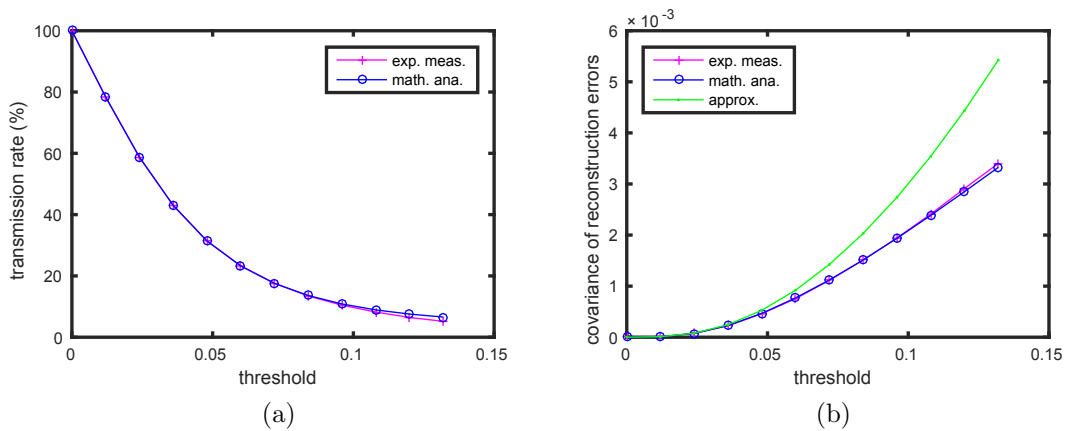 100
80
60
40
20
0
transmission rate (%)
exp. meas.
math. ana.
0
0.05
0.1
0.15
threshold
(a)
× 10 -3
6
5
4
3
2
1
0
covariance of reconstruction errors
exp. meas.
math. ana.
approx.
0
0.05
0.1
0.15
threshold
(b)